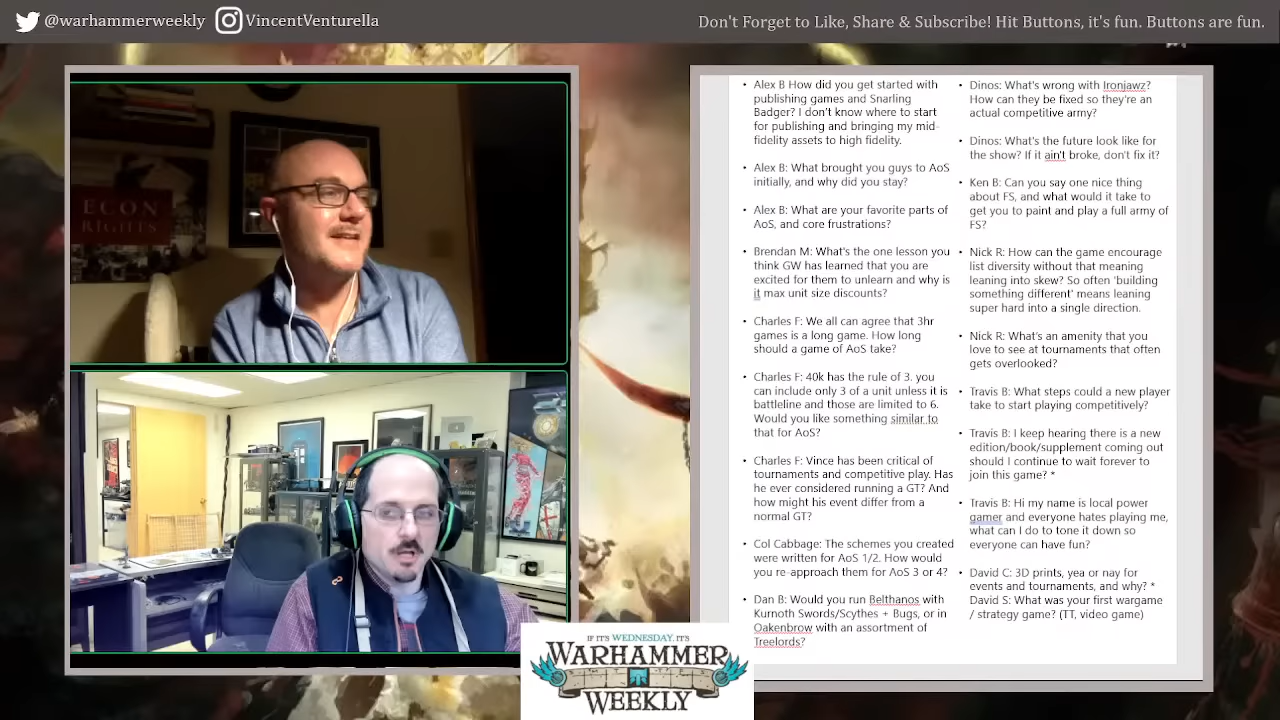 @warhammerweekly VincentVenturella
Don't Forget to Like, Share & Subscribe! Hit Buttons, it's fun. Buttons are fun.
ECON
RIGHTS
• Alex B How did you get started with
publishing games and Snarling
Badger? I don't know where to start
for publishing and bringing my mid-
fidelity assets to high fidelity.
• Alex B: What brought you guys to AoS
initially, and why did you stay?
• Alex B: What are your favorite parts of
AoS, and core frustrations?
• Brendan M: What's the one lesson you
think GW has learned that you are
excited for them to unlearn and why is
it max unit size discounts?
• Charles F: We all can agree that 3hr
games is a long game. How long
should a game of AoS take?
• Charles F: 40k has the rule of 3. you
can include only 3 of a unit unless it is
battleline and those are limited to 6.
Would you like something similar to
that for AoS?
• Charles F: Vince has been critical of
tournaments and competitive play. Has
he ever considered running a GT? And
how might his event differ from a
normal GT?
• Col Cabbage: The schemes you created
were written for AoS 1/2. How would
you re-approach them for AoS 3 or 4?
• Dan B: Would you run Belthanos with
Kurnoth Swords/Scythes + Bugs, or in
Oakenbrow with an assortment of
Treelords?
• Dinos: What's wrong with Ironjawz?
How can they be fixed so they're an
actual competitive army?
• Dinos: What's the future look like for
the show? If it ain't broke, don't fix it?
• Ken B: Can you say one nice thing
about FS, and what would it take to
get you to paint and play a full army of
FS?
• Nick R: How can the game encourage
list diversity without that meaning
leaning into skew? So often 'building
something different' means leaning
super hard into a single direction.
• Nick R: What's an amenity that you
love to see at tournaments that often
gets overlooked?
• Travis B: What steps could a new player
take to start playing competitively?
• Travis B: I keep hearing there is a new
edition/book/supplement coming out
should I continue to wait forever to
join this game? *
• Travis B: Hi my name is local power
gamer and everyone hates playing me,
what can I do to tone it down so
everyone can have fun?
• David C: 3D prints, yea or nay for
events and tournaments, and why? *
David S: What was your first wargame
/ strategy game? (TT, video game)
IF IT'S WEDNESDAY, IT'S
WARHAMMER
WEEKLY